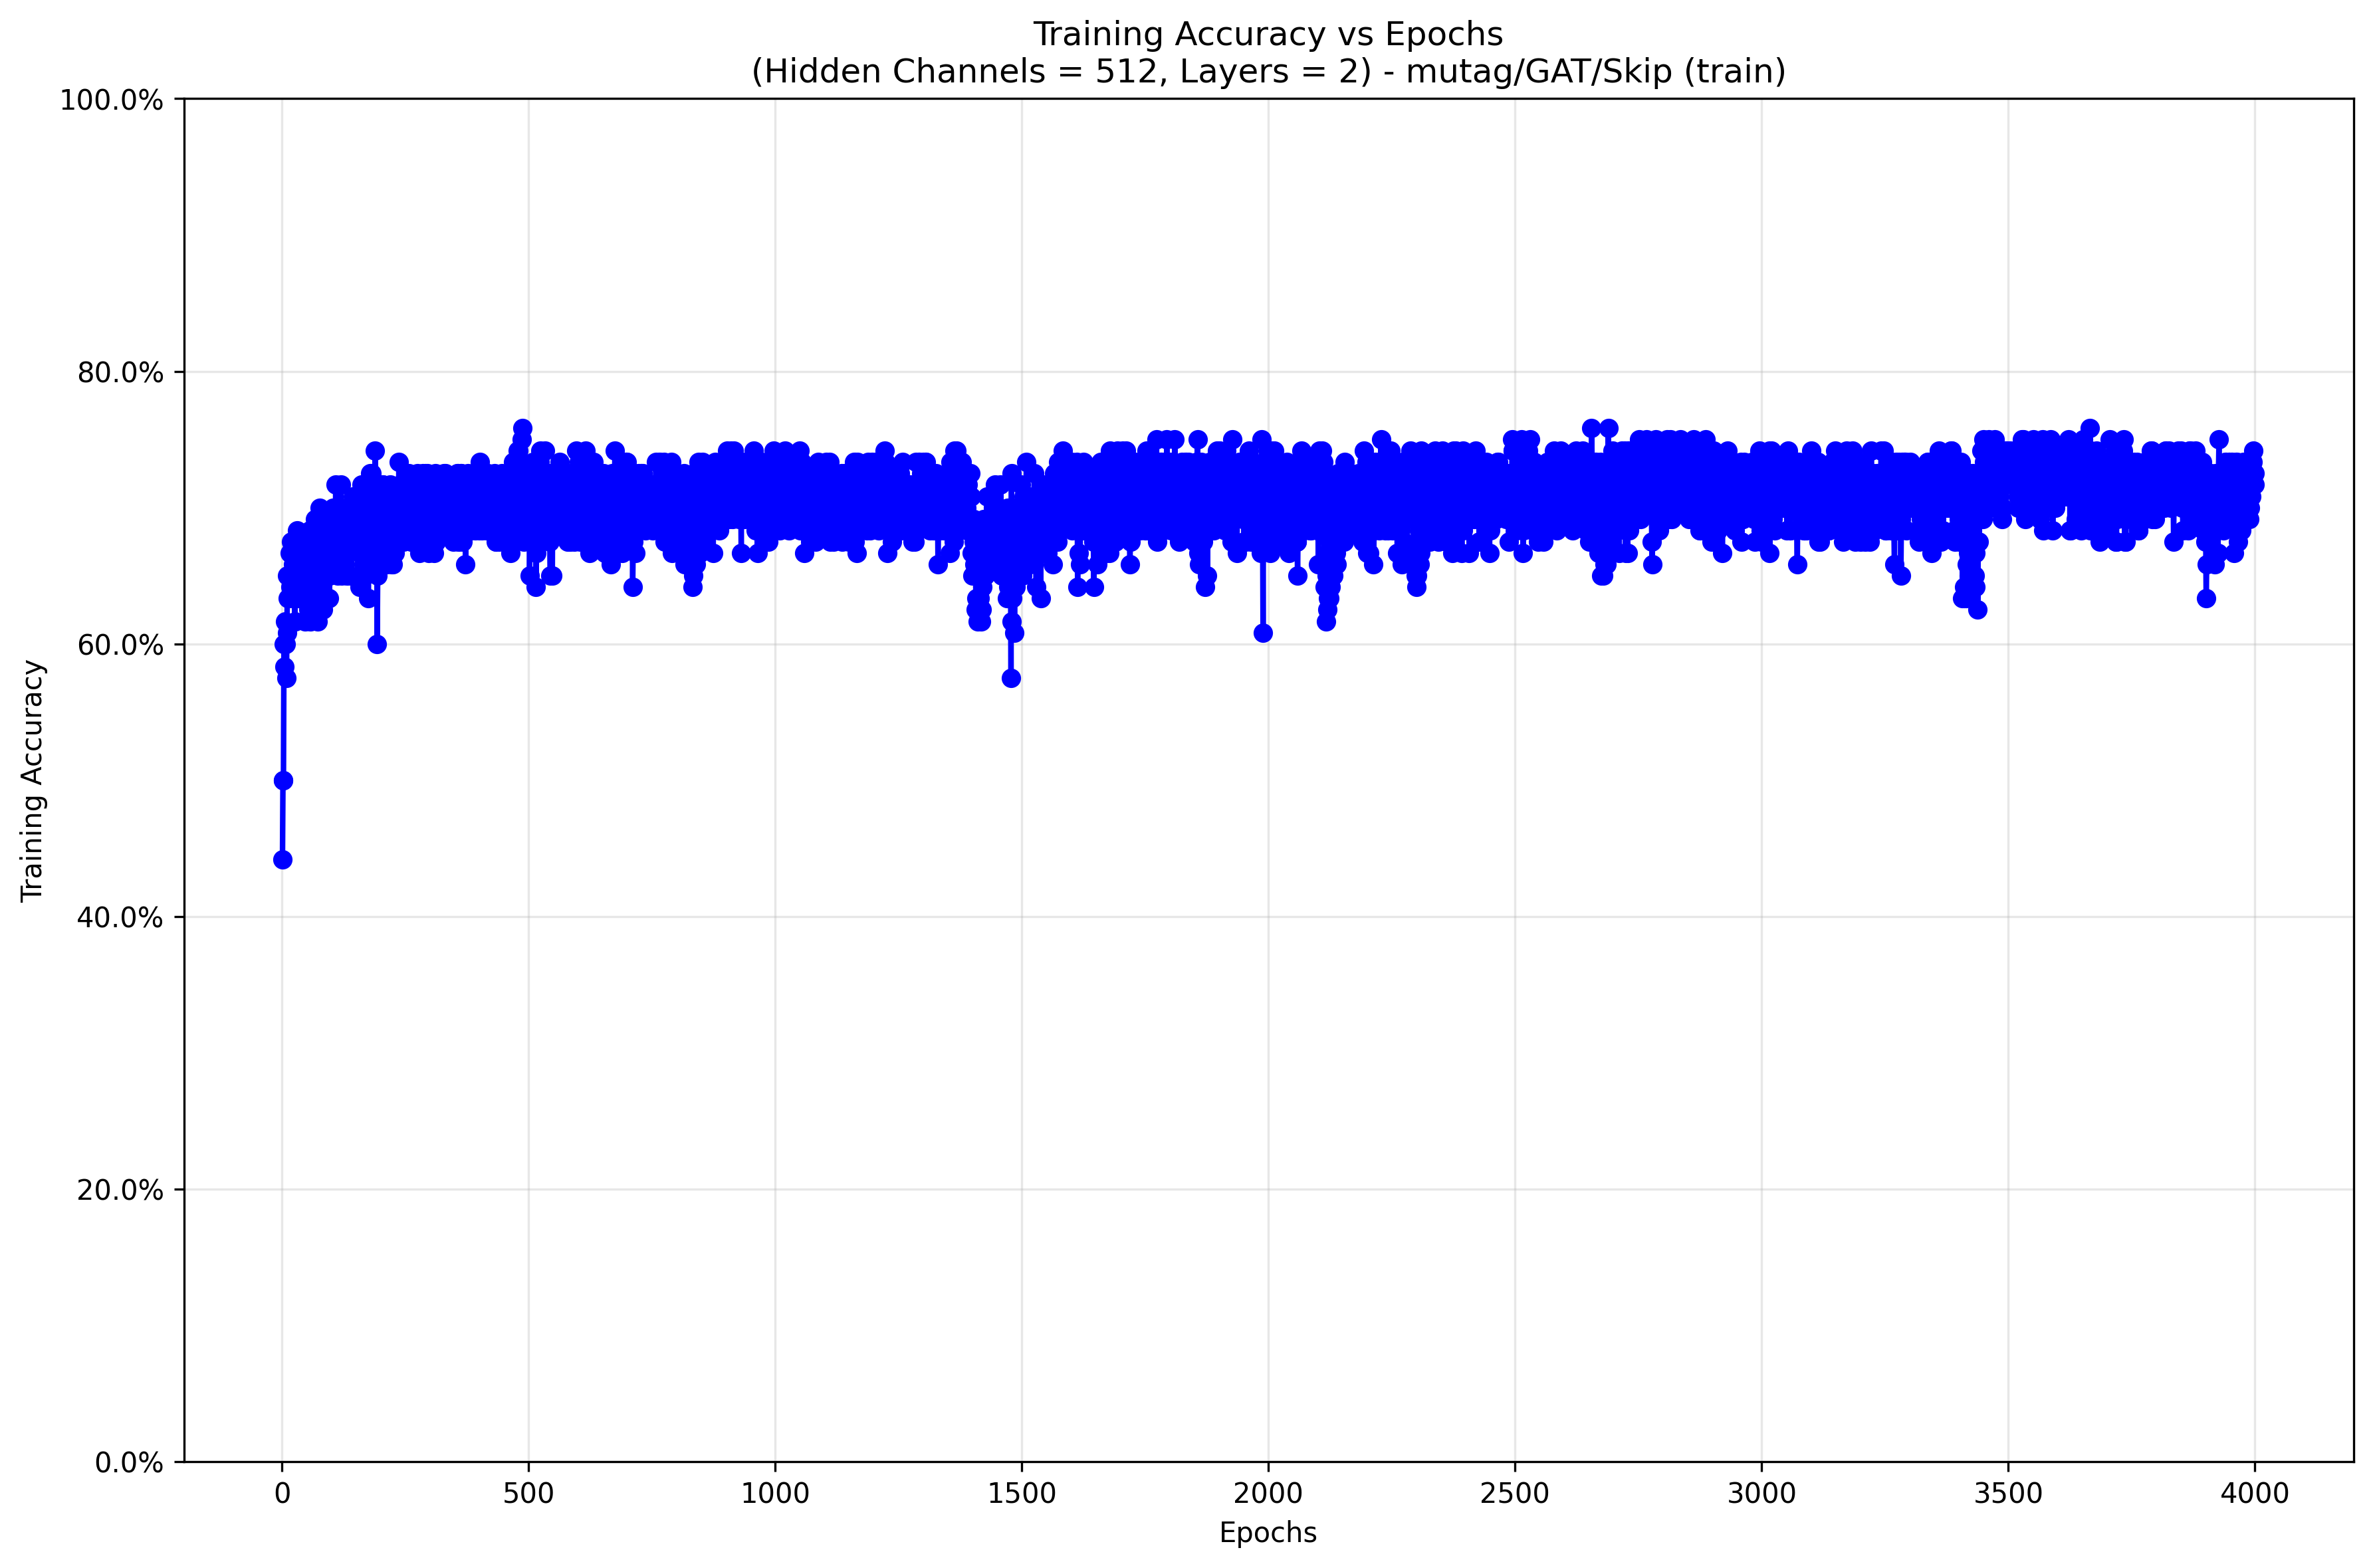 Training Accuracy vs Epochs
(Hidden Channels = 512, Layers = 2) - mutag/GAT/Skip (train)
Training Accuracy
100.0%
80.0%
60.0%
40.0%
20.0%
0.0%
0 500 1000 1500 2000 2500 3000 3500 4000
Epochs